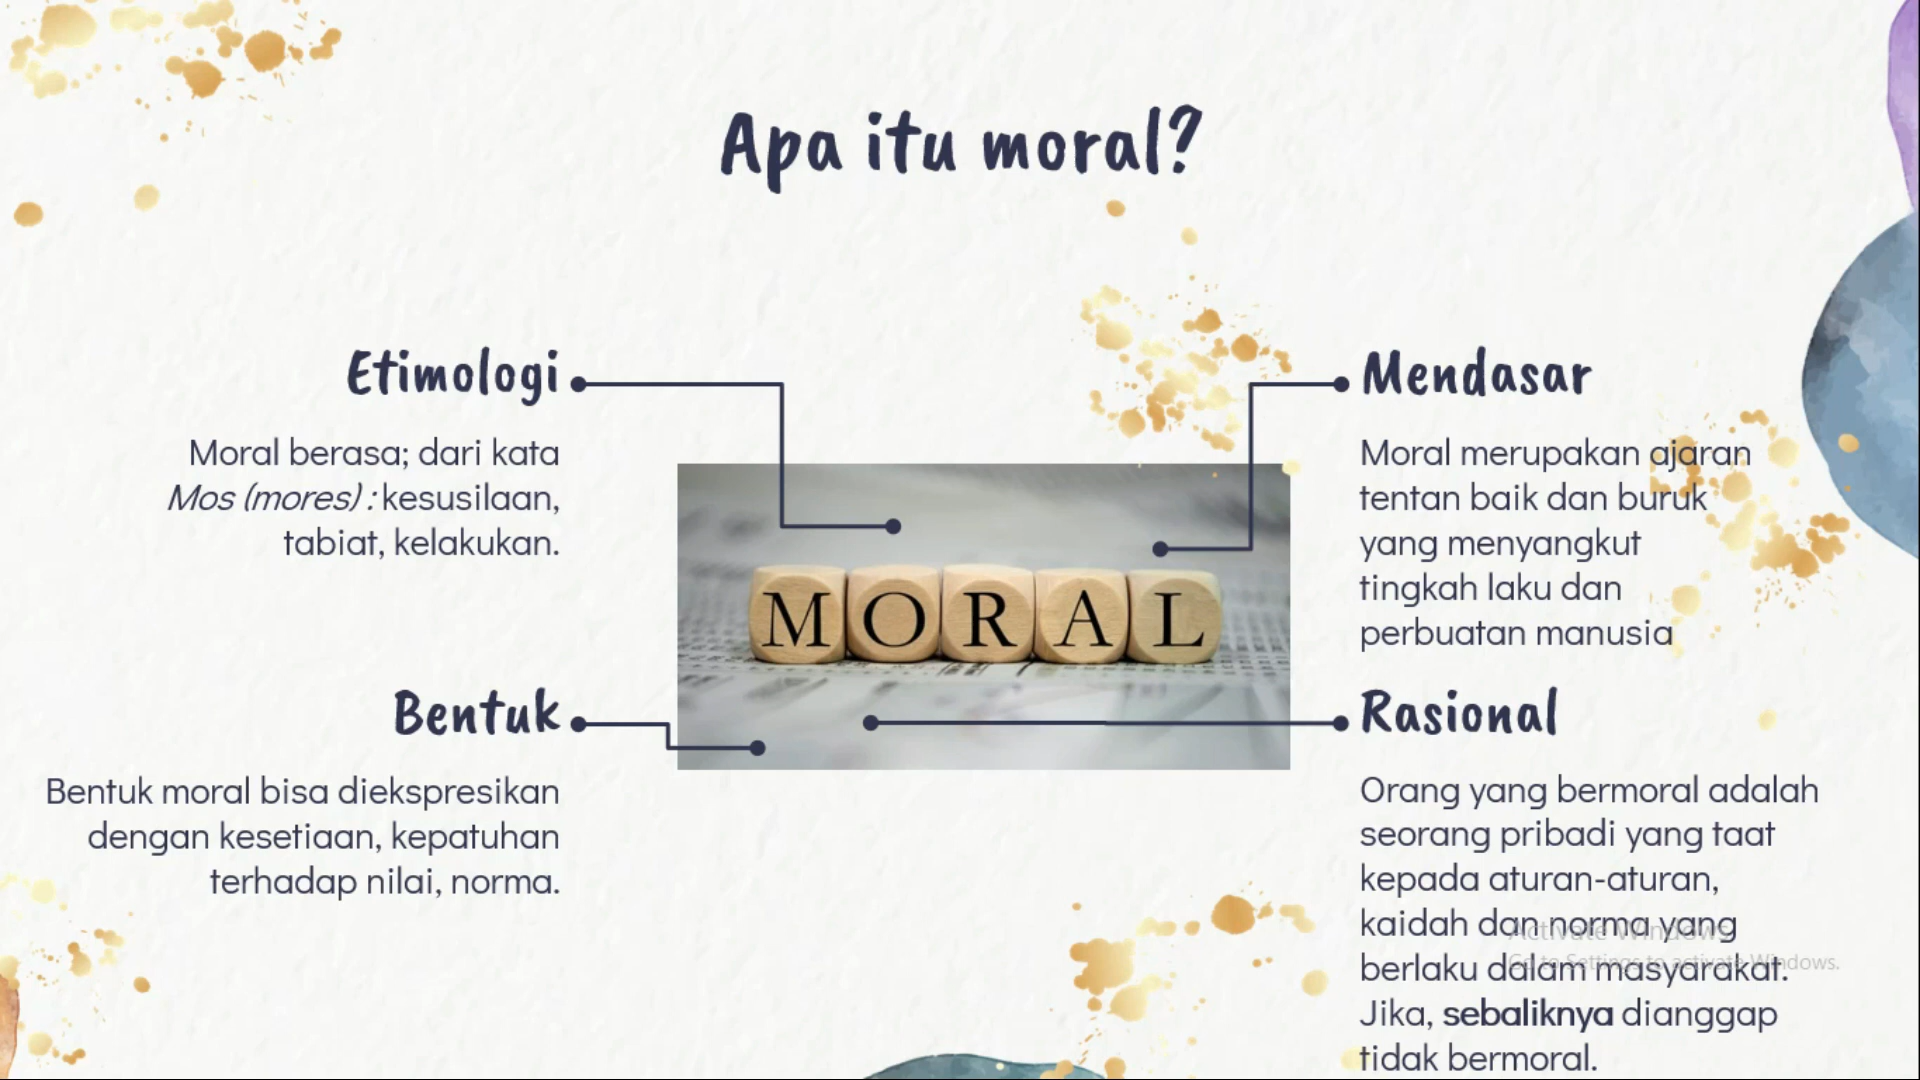 Apa itu moral?
Etimologi
Moral berasa; dari kata
Mos (mores) : kesusilaan,
tabiat, kelakukan.
Bentuk
Bentuk moral bisa diekspresikan
dengan kesetiaan, kepatuhan
terhadap nilai, norma.
MORAL
Mendasar
Moral merupakan ajaran
tentan baik dan buruk
yang menyangkut
tingkah laku dan
perbuatan manusia
Rasional
Orang yang bermoral adalah
seorang pribadi yang taat
kepada aturan-aturan,
kaidah dan norma yang
berlaku dalam masyarakat.
Jika, sebaliknya dianggap
tidak bermoral.
Activate Windows
Go to Settings to activate Windows.